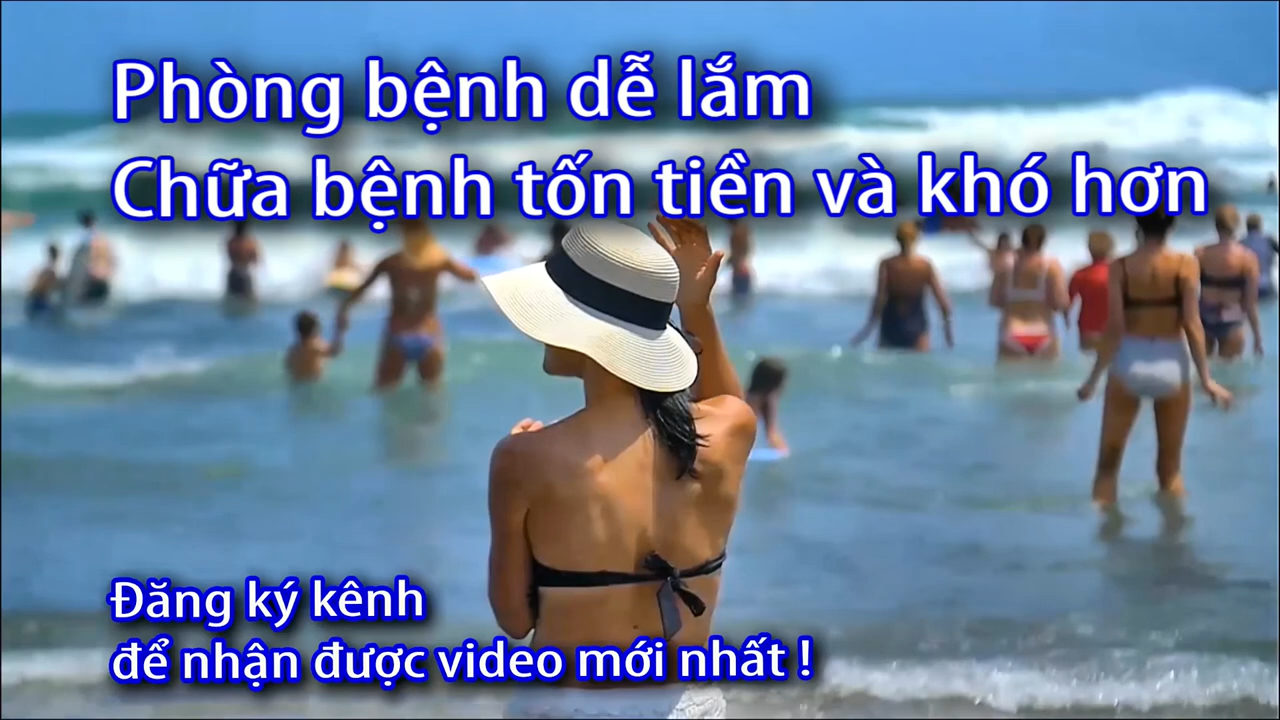 Phòng bệnh dễ lắm
Chữa bệnh tốn tiền và khó hơn
Đăng ký kênh
để nhận được video mới nhất !